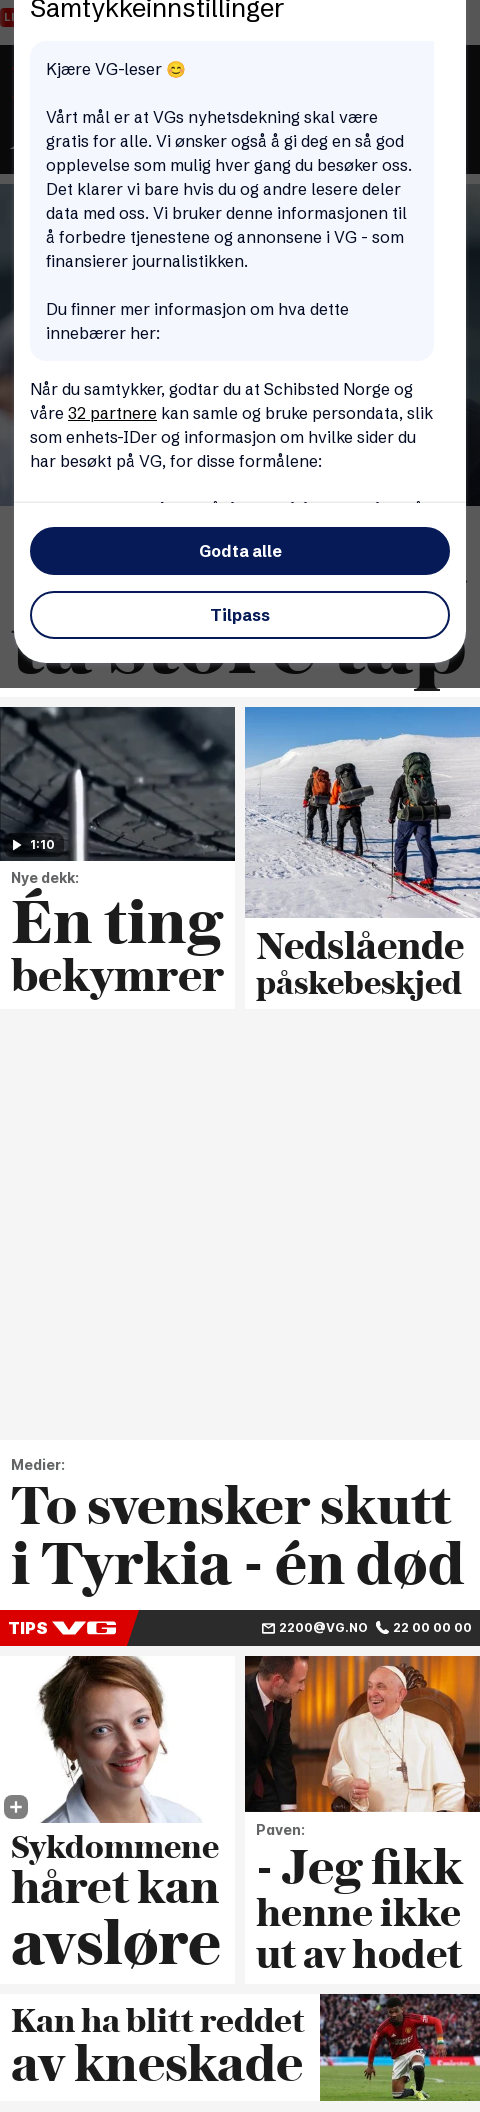 Samtykkeinnstillinger
Kjære VG-leser 😊
Vårt mål er at VGs nyhetsdekning skal være
gratis for alle. Vi ønsker også å gi deg en så god
opplevelse som mulig hver gang du besøker oss.
Det klarer vi bare hvis du og andre lesere deler
data med oss. Vi bruker denne informasjonen til
å forbedre tjenestene og annonsene i VG - som
finansierer journalistikken.
Du finner mer informasjon om hva dette
innebærer her:
Når du samtykker, godtar du at Schibsted Norge og
våre 32 partnere kan samle og bruke persondata, slik
som enhets-IDer og informasjon om hvilke sider du
har besøkt på VG, for disse formålene:
Godta alle
Tilpass
ta store tap
1:10
Nye dekk:
Én ting
bekymrer
Nedslående
påskebeskjed
Medier:
To svensker skutt
i Tyrkia - én død
TIPS VG 2200@VG.NO 22 00 00 00
Sykdommene
håret kan
avsløre
Paven:
- Jeg fikk
henne ikke
ut av hodet
Kan ha blitt reddet
av kneskade